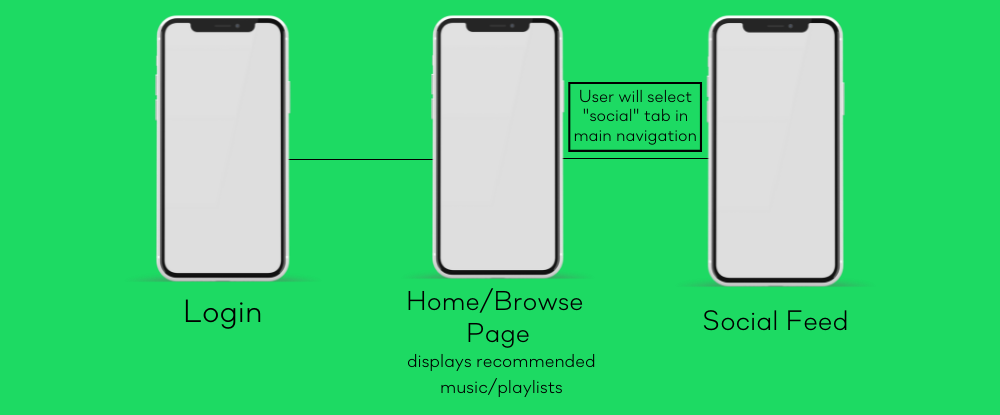 User will select
"social" tab in
main navigation
Login
Home/Browse
Page
displays recommended
music/playlists
Social Feed